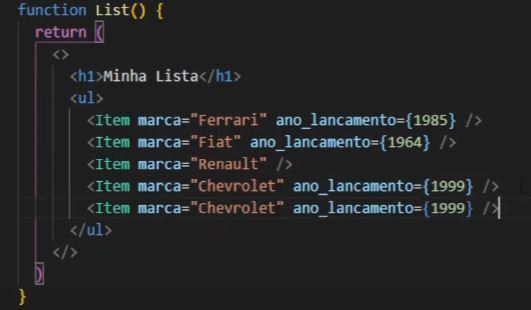 function List() {
return (
<>
<h1>Minha Lista</h1>
<ul>
<Item marca="Ferrari" ano_lancamento={1985} />
<Item marca="Fiat" ano_lancamento={1964} />
<Item marca="Renault" />
<Item marca="Chevrolet" ano_lancamento={1999} />
<Item marca="Chevrolet" ano_lancamento={1999} />
</ul>
</>
)
}